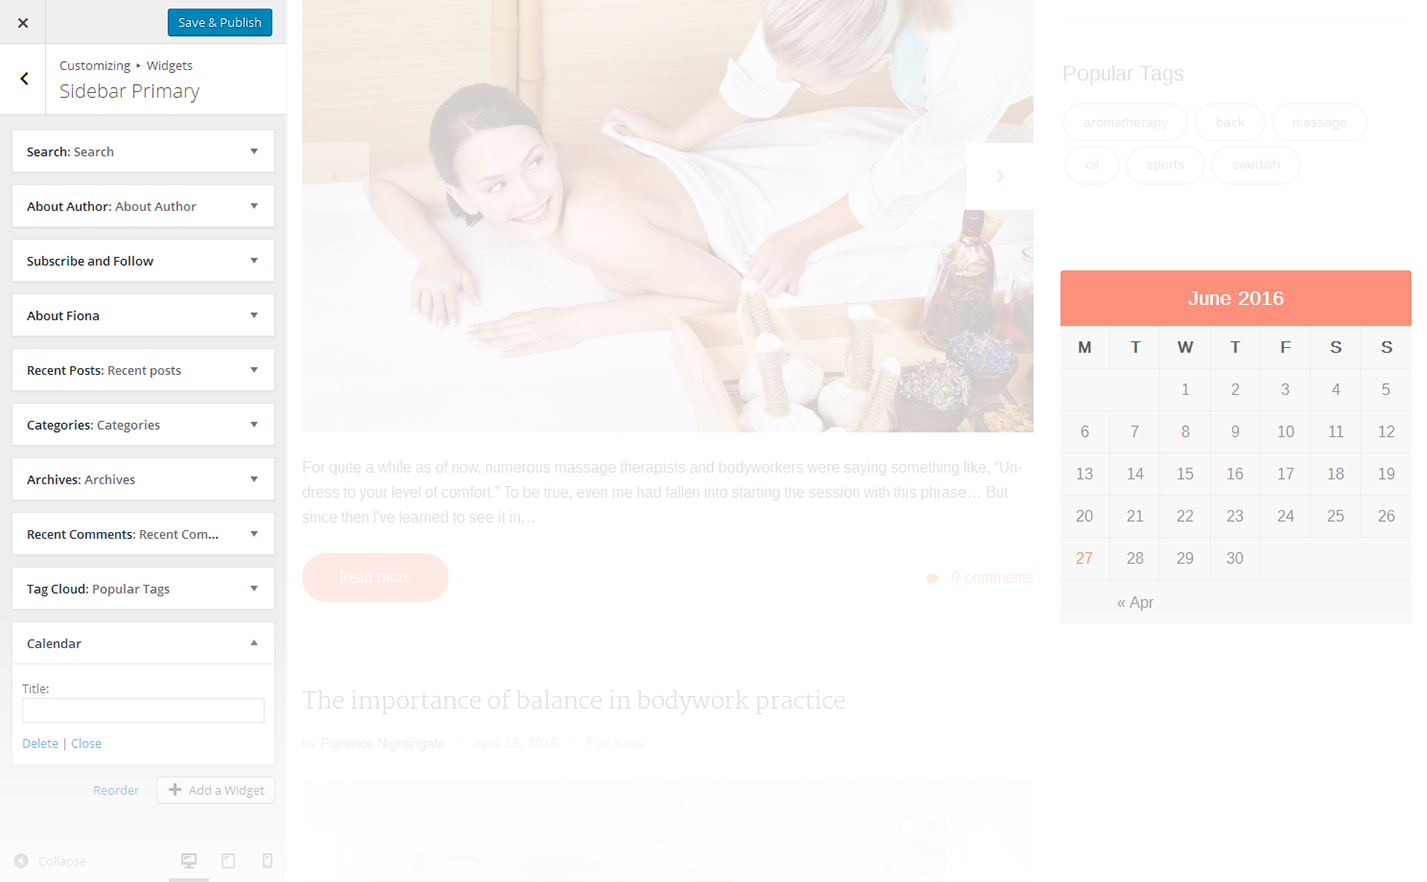 Save & Publish
Customizing ▸ Widgets
Sidebar Primary
Search: Search
About Author: About Author
Subscribe and Follow
About Fiona
Recent Posts: Recent posts
Categories: Categories
Archives: Archives
Recent Comments: Recent Com...
Tag Cloud: Popular Tags
Calendar
Title:
Delete | Close
Reorder
Add a Widget
Collapse
For quite a while as of now, numerous massage therapists and bodyworkers were saying something like, “Un-
dress to your level of comfort.” To be true, even me had fallen into starting the session with this phrase… But
since then I've learned to see it in…
Read more
0 comments
The importance of balance in bodywork practice
by Florence Nightingale April 15, 2016 Fun trivia
Popular Tags
aromatherapy back massage
oil sports swedish
June 2016
M T W T F S S
1 2 3 4 5
6 7 8 9 10 11 12
13 14 15 16 17 18 19
20 21 22 23 24 25 26
27 28 29 30
« Apr